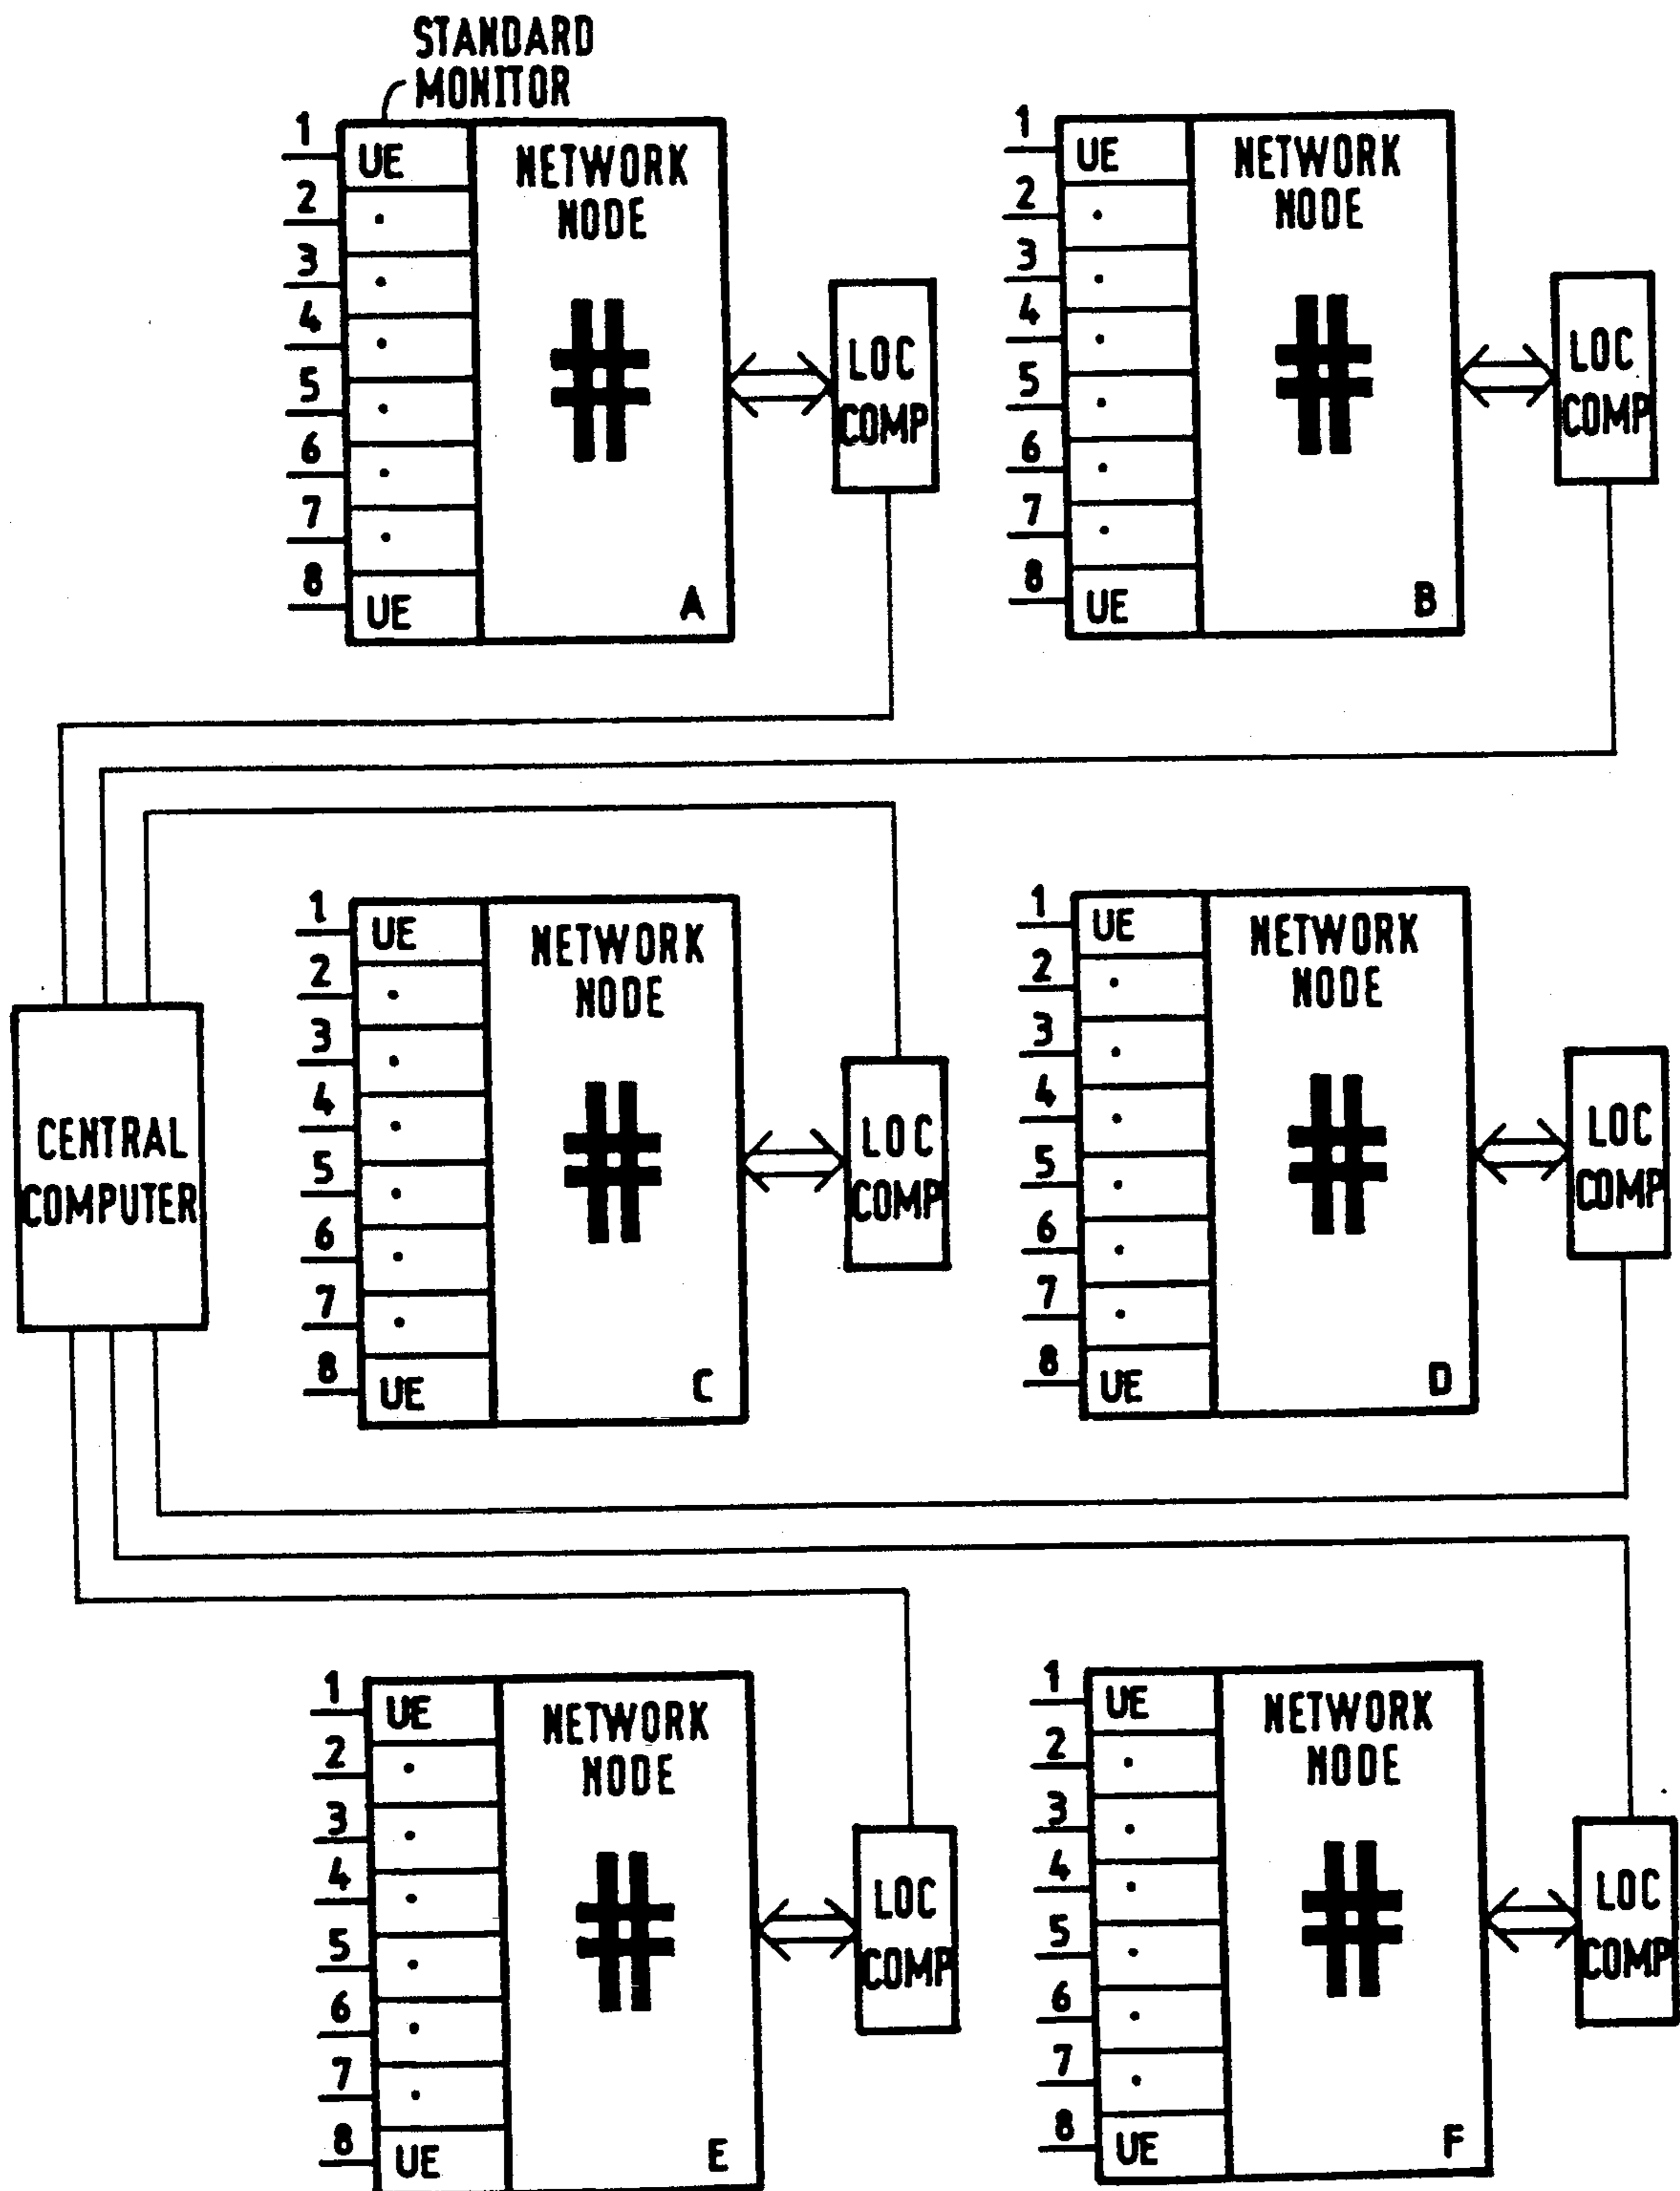 STANDARD
MONITOR
1
UE
2
3
4
5
6
7
8
UE
NETWORK
NODE
#
A
LOC
COMP
1
UE
2
3
4
5
6
7
8
UE
NETWORK
NODE
#
B
LOC
COMP
CENTRAL
COMPUTER
1
UE
2
3
4
5
6
7
8
UE
NETWORK
NODE
#
C
LOC
COMP
1
UE
2
3
4
5
6
7
8
UE
NETWORK
NODE
#
D
LOC
COMP
1
UE
2
3
4
5
6
7
8
UE
NETWORK
NODE
#
E
LOC
COMP
1
UE
2
3
4
5
6
7
8
UE
NETWORK
NODE
#
F
LOC
COMP